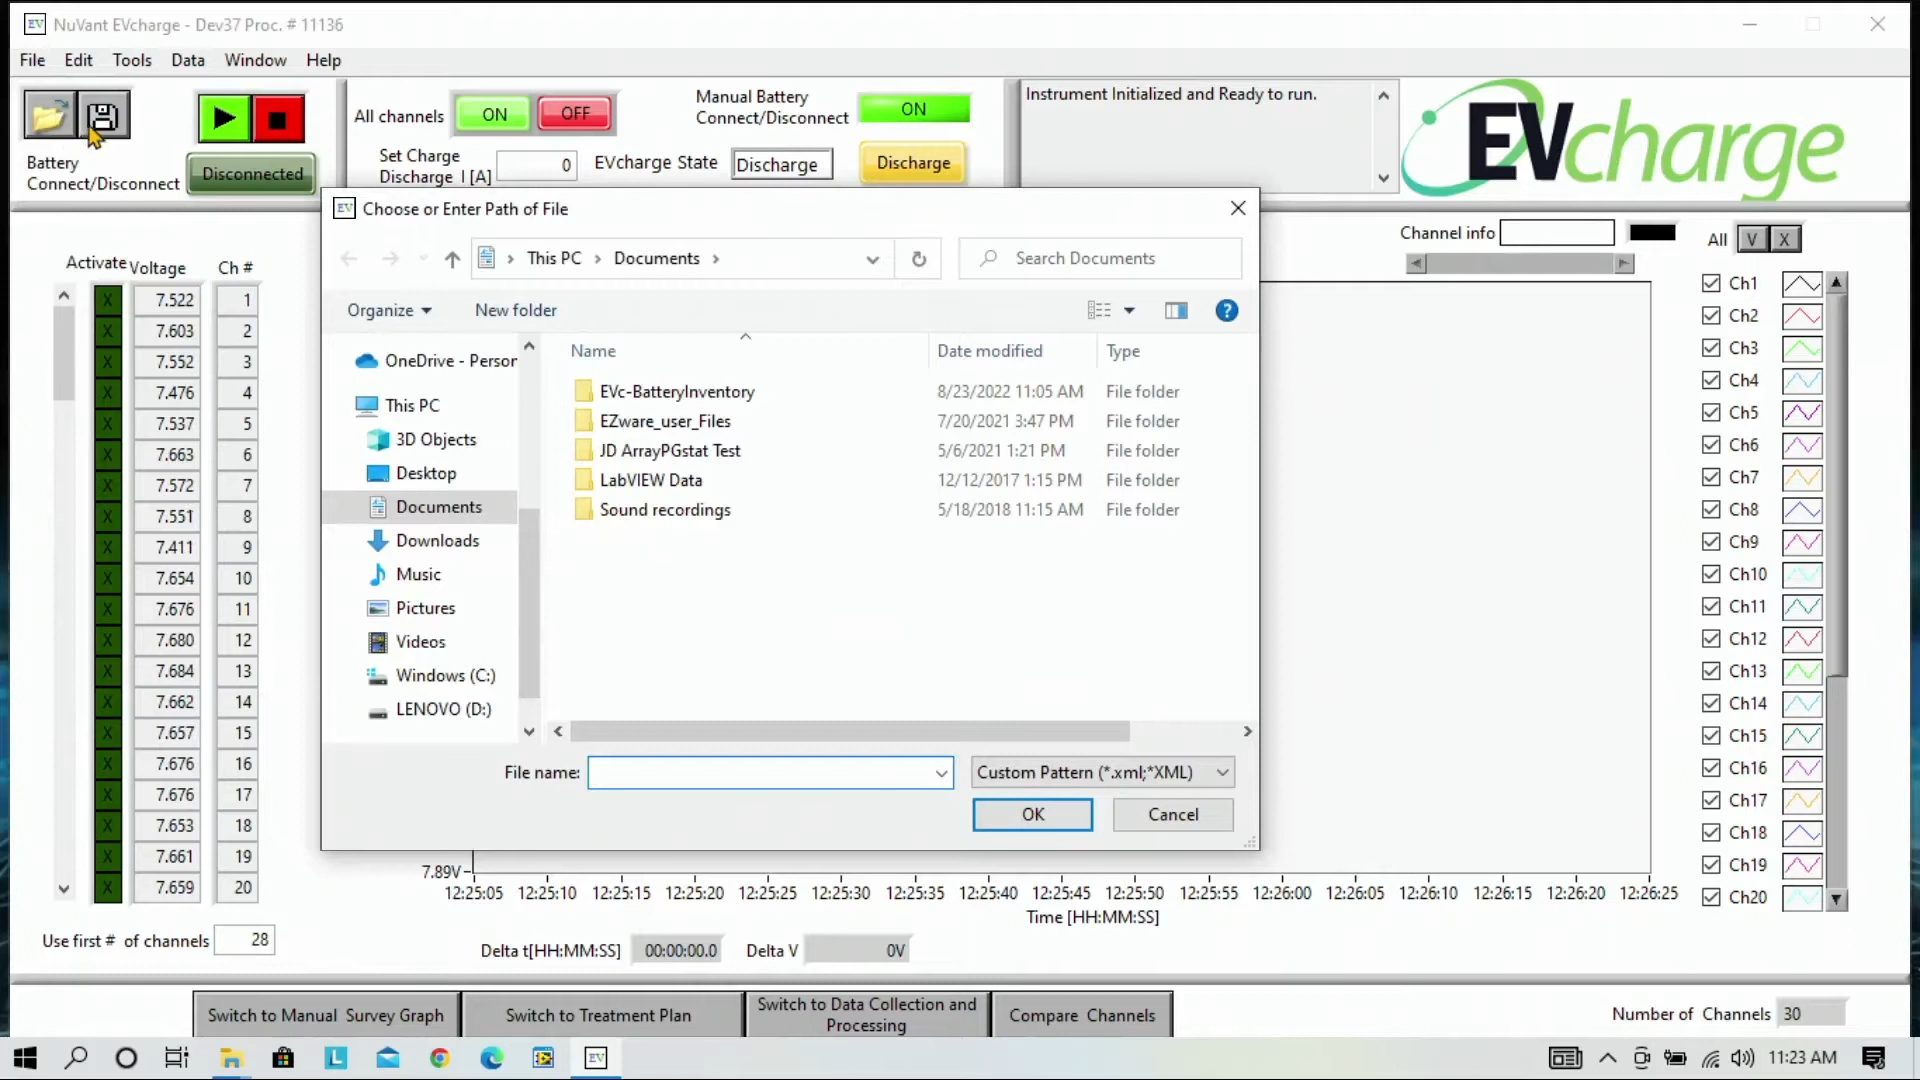 EV NuVant EVcharge - Dev37 Proc. # 11136
File Edit Tools Data Window Help
Battery
Connect/Disconnect
Disconnected
All channels ON OFF
Manual Battery
Connect/Disconnect ON
Set Charge
Discharge I [A] 0
EVcharge State Discharge Discharge
Instrument Initialized and Ready to run.
EVcharge
Channel info
All V X
Activate Voltage Ch #
X 7.522 1
X 7.603 2
X 7.552 3
X 7.476 4
X 7.537 5
X 7.663 6
X 7.572 7
X 7.551 8
X 7.411 9
X 7.654 10
X 7.676 11
X 7.680 12
X 7.684 13
X 7.662 14
X 7.657 15
X 7.676 16
X 7.676 17
X 7.653 18
X 7.661 19
X 7.659 20
Use first # of channels 28
EV Choose or Enter Path of File
This PC Documents
Search Documents
Organize New folder
?
OneDrive - Person
This PC
3D Objects
Desktop
Documents
Downloads
Music
Pictures
Videos
Windows (C:)
LENOVO (D:)
Name Date modified Type
EVc-BatteryInventory 8/23/2022 11:05 AM File folder
EZware_user_Files 7/20/2021 3:47 PM File folder
JD ArrayPGstat Test 5/6/2021 1:21 PM File folder
LabVIEW Data 12/12/2017 1:15 PM File folder
Sound recordings 5/18/2018 11:15 AM File folder
File name: Custom Pattern (*.xml;*XML)
OK Cancel
Ch1
Ch2
Ch3
Ch4
Ch5
Ch6
Ch7
Ch8
Ch9
Ch10
Ch11
Ch12
Ch13
Ch14
Ch15
Ch16
Ch17
Ch18
Ch19
Ch20
7.89V
12:25:05 12:25:10 12:25:15 12:25:20 12:25:25 12:25:30 12:25:35 12:25:40 12:25:45 12:25:50 12:25:55 12:26:00 12:26:05 12:26:10 12:26:15 12:26:20 12:26:25
Time [HH:MM:SS]
Delta t[HH:MM:SS] 00:00:00.0 Delta V 0V
Switch to Manual Survey Graph
Switch to Treatment Plan
Switch to Data Collection and
Processing
Compare Channels
Number of Channels 30
L
EV
11:23 AM